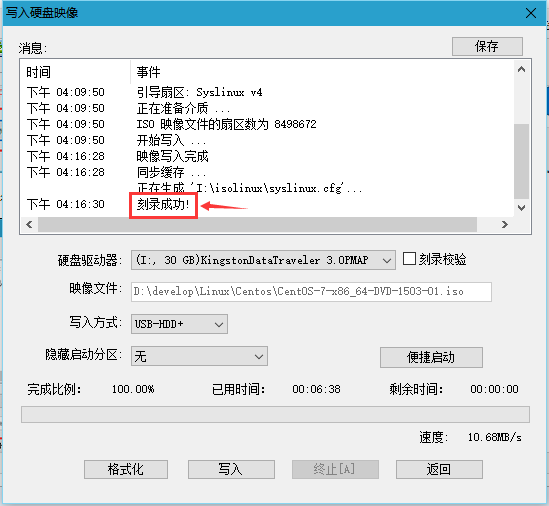 写入硬盘映像
消息:
保存
时间 事件
下午 04:09:50 引导扇区: Syslinux v4
下午 04:09:50 正在准备介质 ...
下午 04:09:50 ISO 映像文件的扇区数为 8498672
下午 04:09:50 开始写入 ...
下午 04:16:28 映像写入完成
下午 04:16:28 同步缓存 ...
正在生成 'I:\isolinux\syslinux.cfg'...
下午 04:16:30 刻录成功!
硬盘驱动器: (I:, 30 GB)KingstonDataTraveler 3.0PMAP 刻录校验
映像文件: D:\develop\Linux\Centos\CentOS-7-x86_64-DVD-1503-01.iso
写入方式: USB-HDD+
隐藏启动分区: 无 便捷启动
完成比例: 100.00% 已用时间: 00:06:38 剩余时间: 00:00:00
速度: 10.68MB/s
格式化 写入 终止[A] 返回